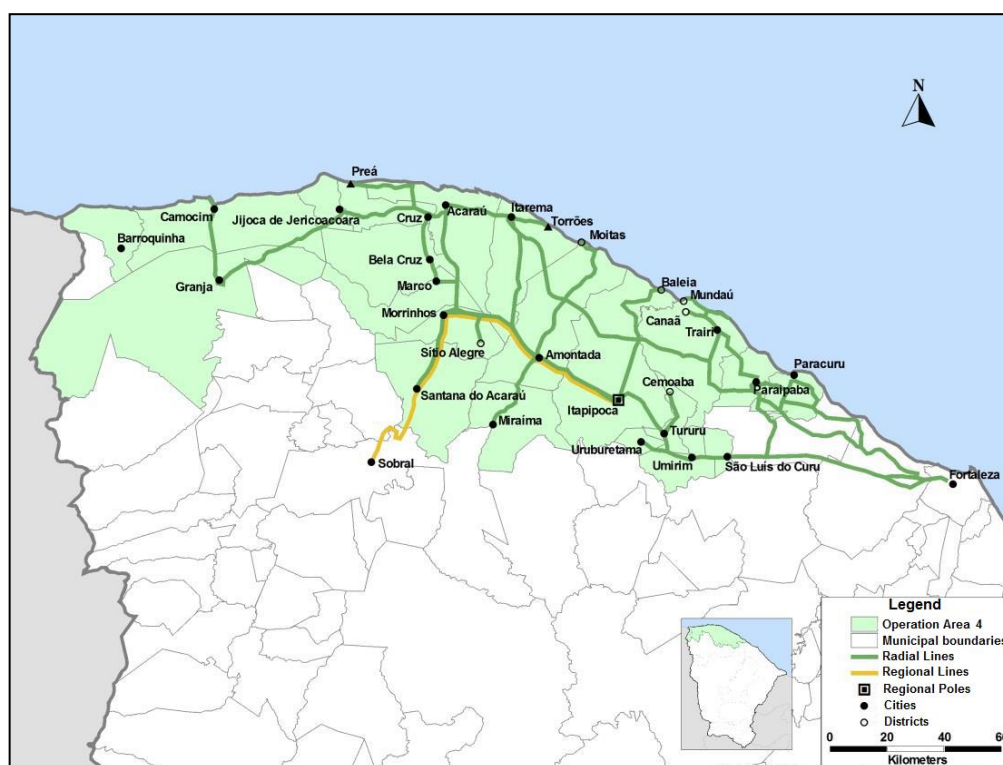 N
Preá
Camocim
Jijoca de Jericoacoara
Cruz
Acaraú
Itarema
Torrões
Moitas
Barroquinha
Bela Cruz
Granja
Marco
Baleia
Mundaú
Canaã
Trairi
Morrinhos
Sítio Alegre
Amontada
Paracuru
Paraipaba
Santana do Acaraú
Cemoaba
Itapipoca
Miraíma
Tururu
Uruburetama
Umirim
São Luís do Curu
Sobral
Fortaleza
Legend
Operation Area 4
Municipal boundaries
Radial Lines
Regional Lines
Regional Poles
Cities
Districts
0 20 40 60
Kilometers